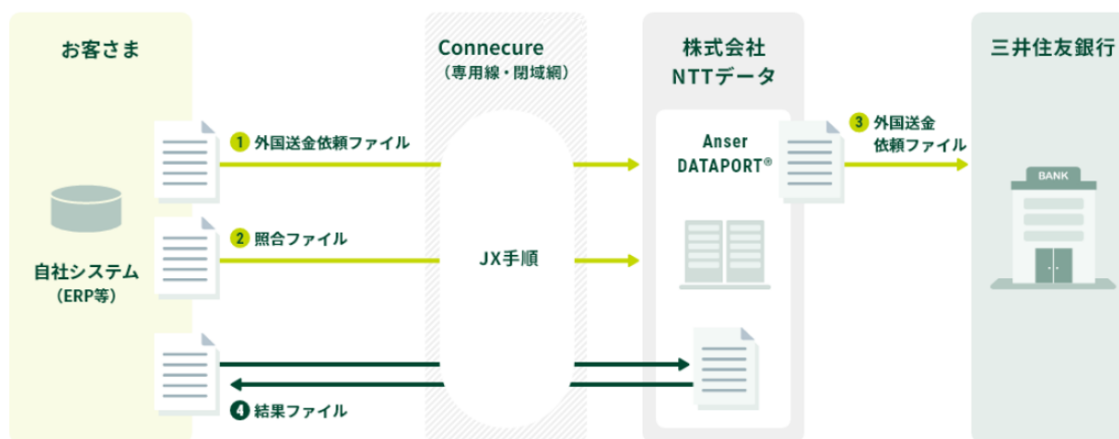 お客さま
Connecure
（専用線・閉域網）
株式会社
NTTデータ
三井住友銀行
1 外国送金依頼ファイル
Anser
DATAPORT®
3 外国送金
依頼ファイル
BANK
2 照合ファイル
JX手順
自社システム
（ERP等）
4 結果ファイル